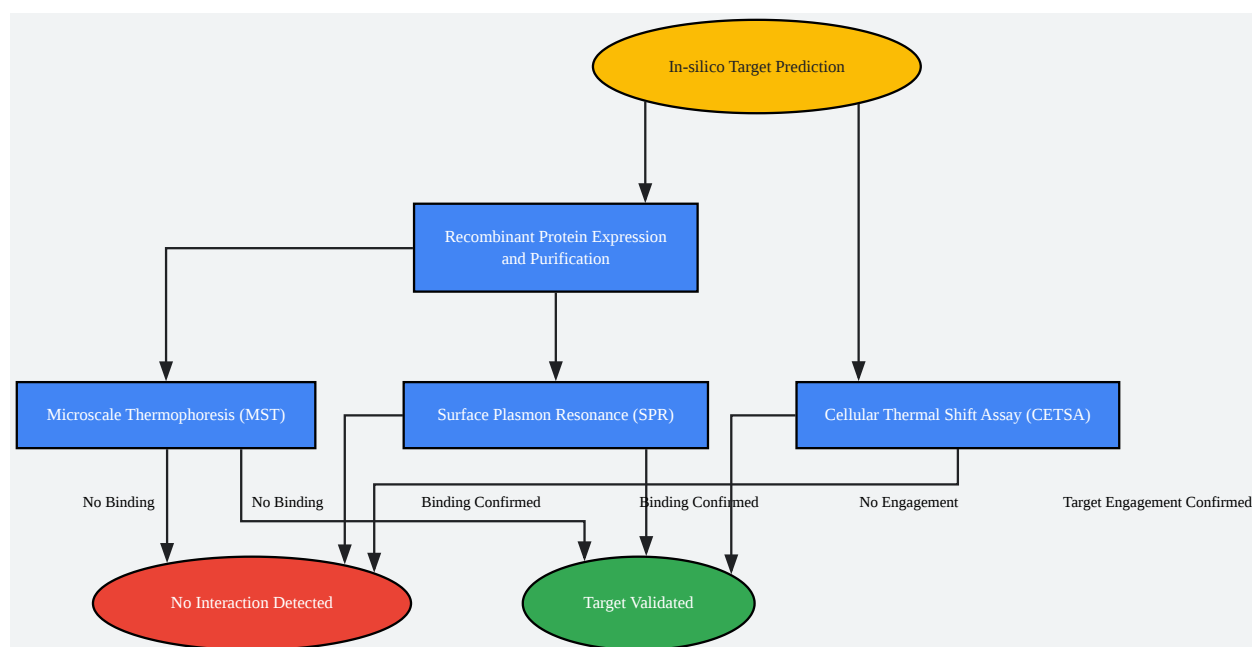 In-silico Target Prediction
Recombinant Protein Expression
and Purification
Microscale Thermophoresis (MST)
Surface Plasmon Resonance (SPR)
Cellular Thermal Shift Assay (CETSA)
No Binding
No Binding
Binding Confirmed
Binding Confirmed
No Engagement
Target Engagement Confirmed
No Interaction Detected
Target Validated